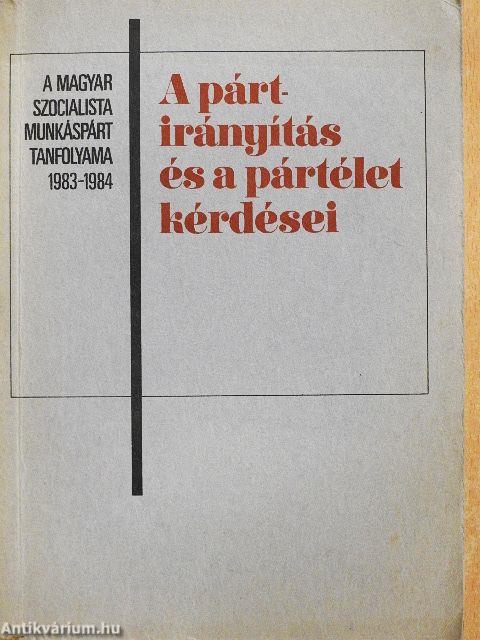 A MAGYAR
SZOCIALISTA
MUNKÁSPÁRT
TANFOLYAMA
1983-1984
A párt-
irányítás
és a pártélet
kérdései
Antikvárium.hu